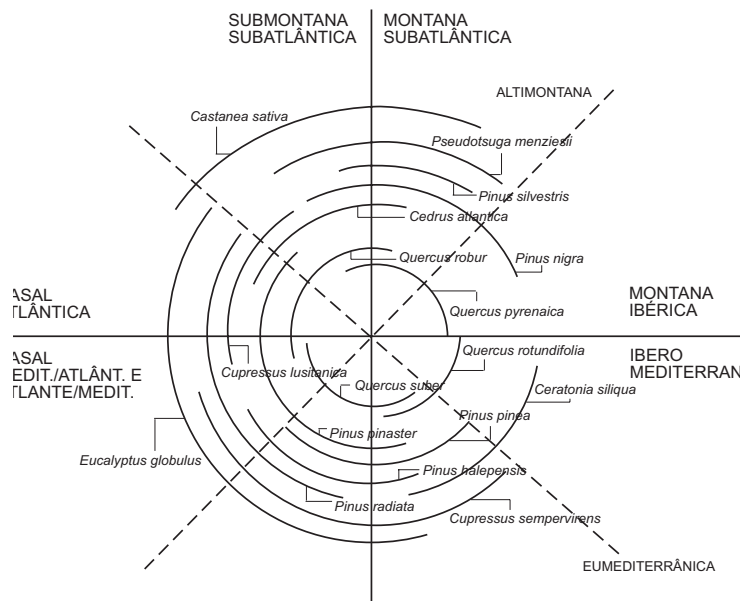 SUBMONTANA
SUBATLÂNTICA
MONTANA
SUBATLÂNTICA
ALTIMONTANA
Castanea sativa
Pseudotsuga menziesii
Pinus silvestris
Cedrus atlantica
Quercus robur
Pinus nigra
Quercus pyrenaica
ASAL
TLÂNTICA
MONTANA
IBÉRICA
ASAL
EDIT./ATLÂNT. E
TLANTE/MEDIT.
Quercus rotundifolia
IBERO
MEDITERRAN
Cupressus lusitanica
Quercus suber
Ceratonia siliqua
Pinus pinea
Pinus pinaster
Eucalyptus globulus
Pinus halepensis
Pinus radiata
Cupressus sempervirens
EUMEDITERRÂNICA